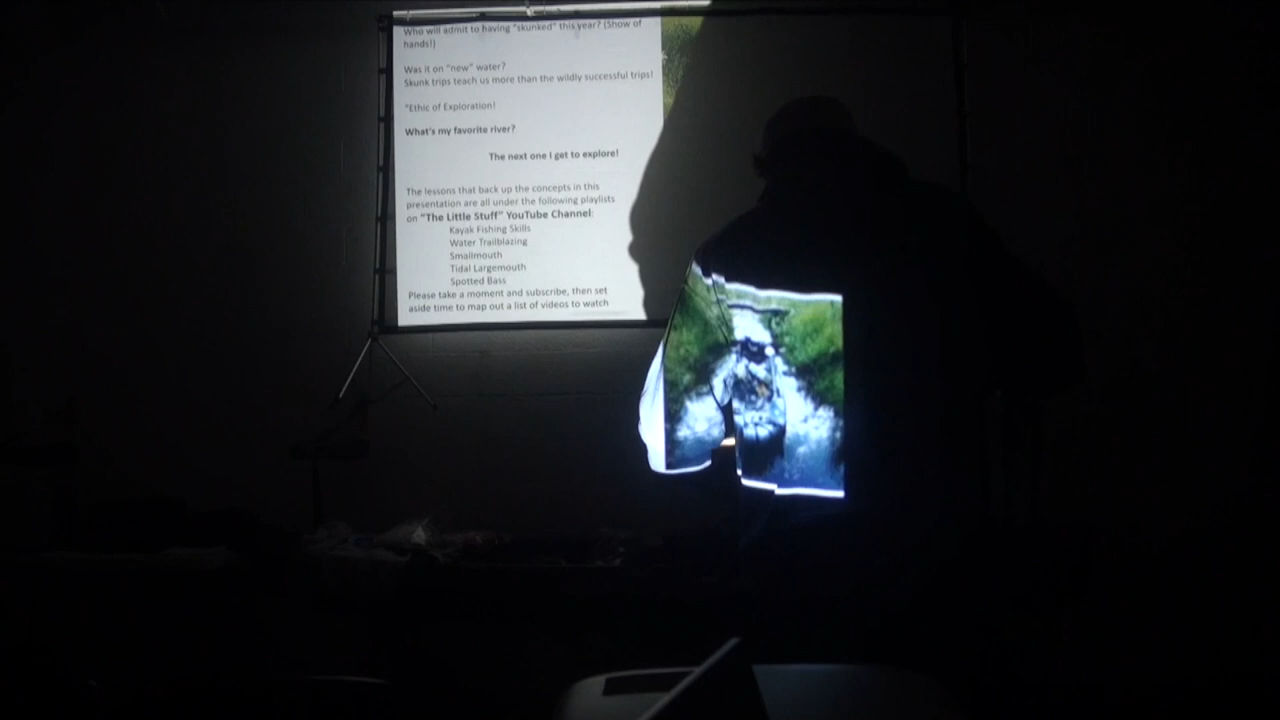 Who will admit to having "skunked" this year? (Show of
hands!)
Was it on "new" water?
Skunk trips teach us more than the wildly successful trips!
"Ethic of Exploration!
What's my favorite river?
The next one I get to explore!
The lessons that back up the concepts in this
presentation are all under the following playlists
on "The Little Stuff" YouTube Channel:
Kayak Fishing Skills
Water Trailblazing
Smallmouth
Tidal Largemouth
Spotted Bass
Please take a moment and subscribe, then set
aside time to map out a list of videos to watch